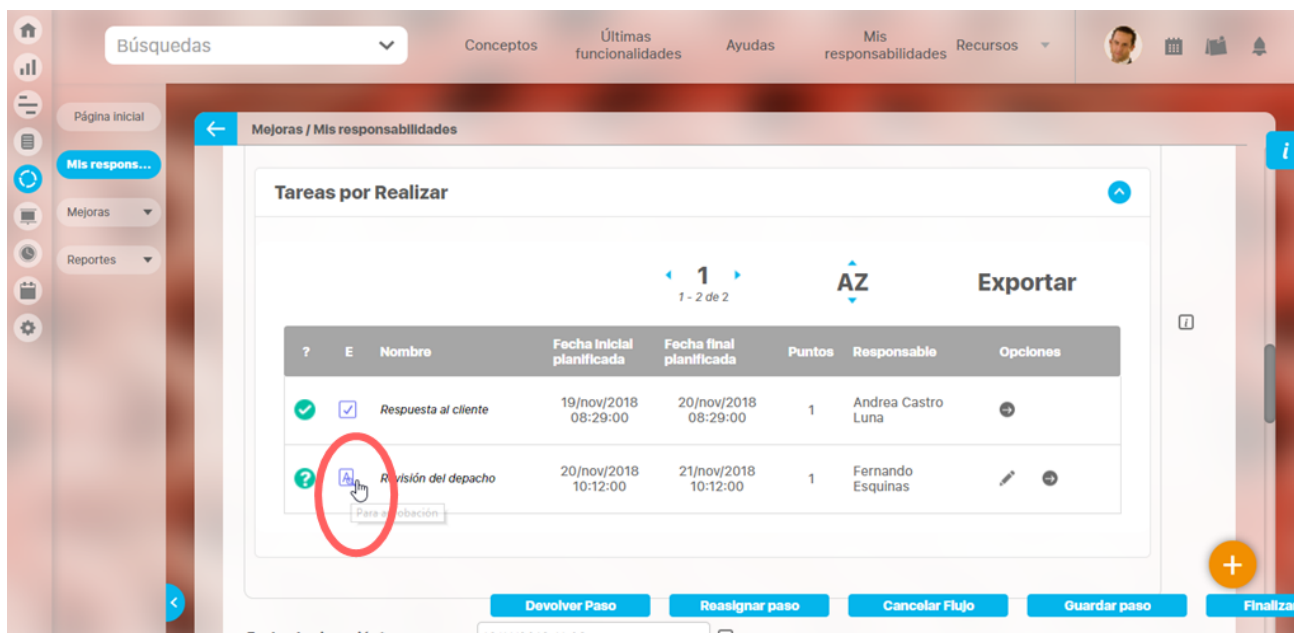 Búsquedas
Conceptos
Últimas
funcionalidades
Ayudas
Mis
responsabilidades
Recursos
Página inicial
Mis respons...
Mejoras
Reportes
Mejoras / Mis responsabilidades
i
Tareas por Realizar
1
1 - 2 de 2
AZ
Exportar
i
? E Nombre Fecha inicial planificada Fecha final planificada Puntos Responsable Opciones
Respuesta al cliente 19/nov/2018 08:29:00 20/nov/2018 08:29:00 1 Andrea Castro Luna
? A Revisión del depacho 20/nov/2018 10:12:00 21/nov/2018 10:12:00 1 Fernando Esquinas
Para aprobación
+
Devolver Paso
Reasignar paso
Cancelar Flujo
Guardar paso
Finaliza